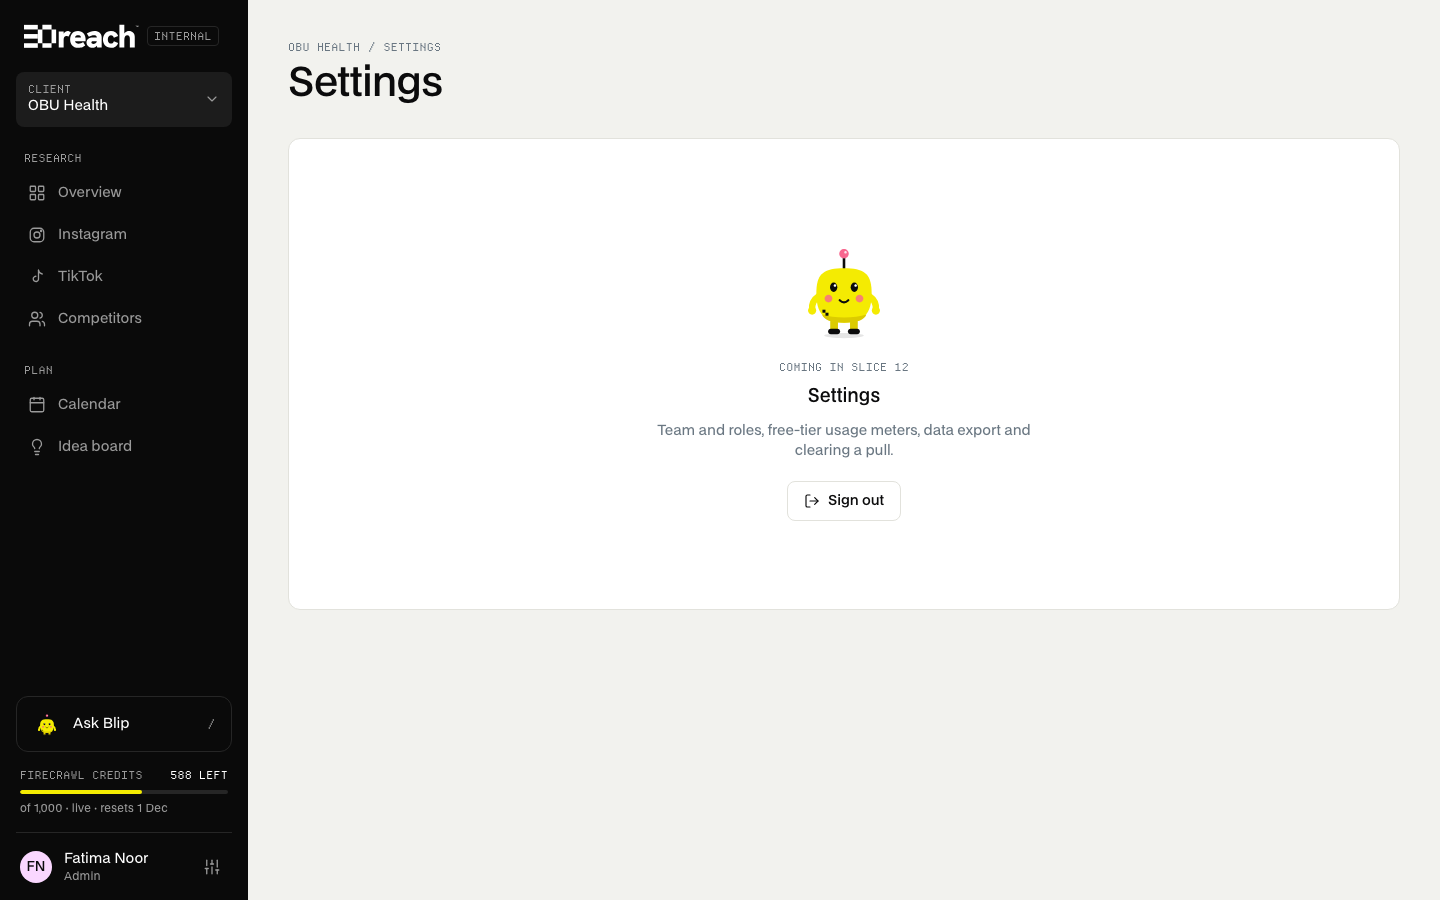 reach
INTERNAL
CLIENT
OBU Health
RESEARCH
Overview
Instagram
TikTok
Competitors
PLAN
Calendar
Idea board
Ask Blip
/
FIRECRAWL CREDITS 588 LEFT
of 1,000 · live · resets 1 Dec
FN
Fatima Noor
Admin
OBU HEALTH / SETTINGS
Settings
COMING IN SLICE 12
Settings
Team and roles, free-tier usage meters, data export and
clearing a pull.
Sign out